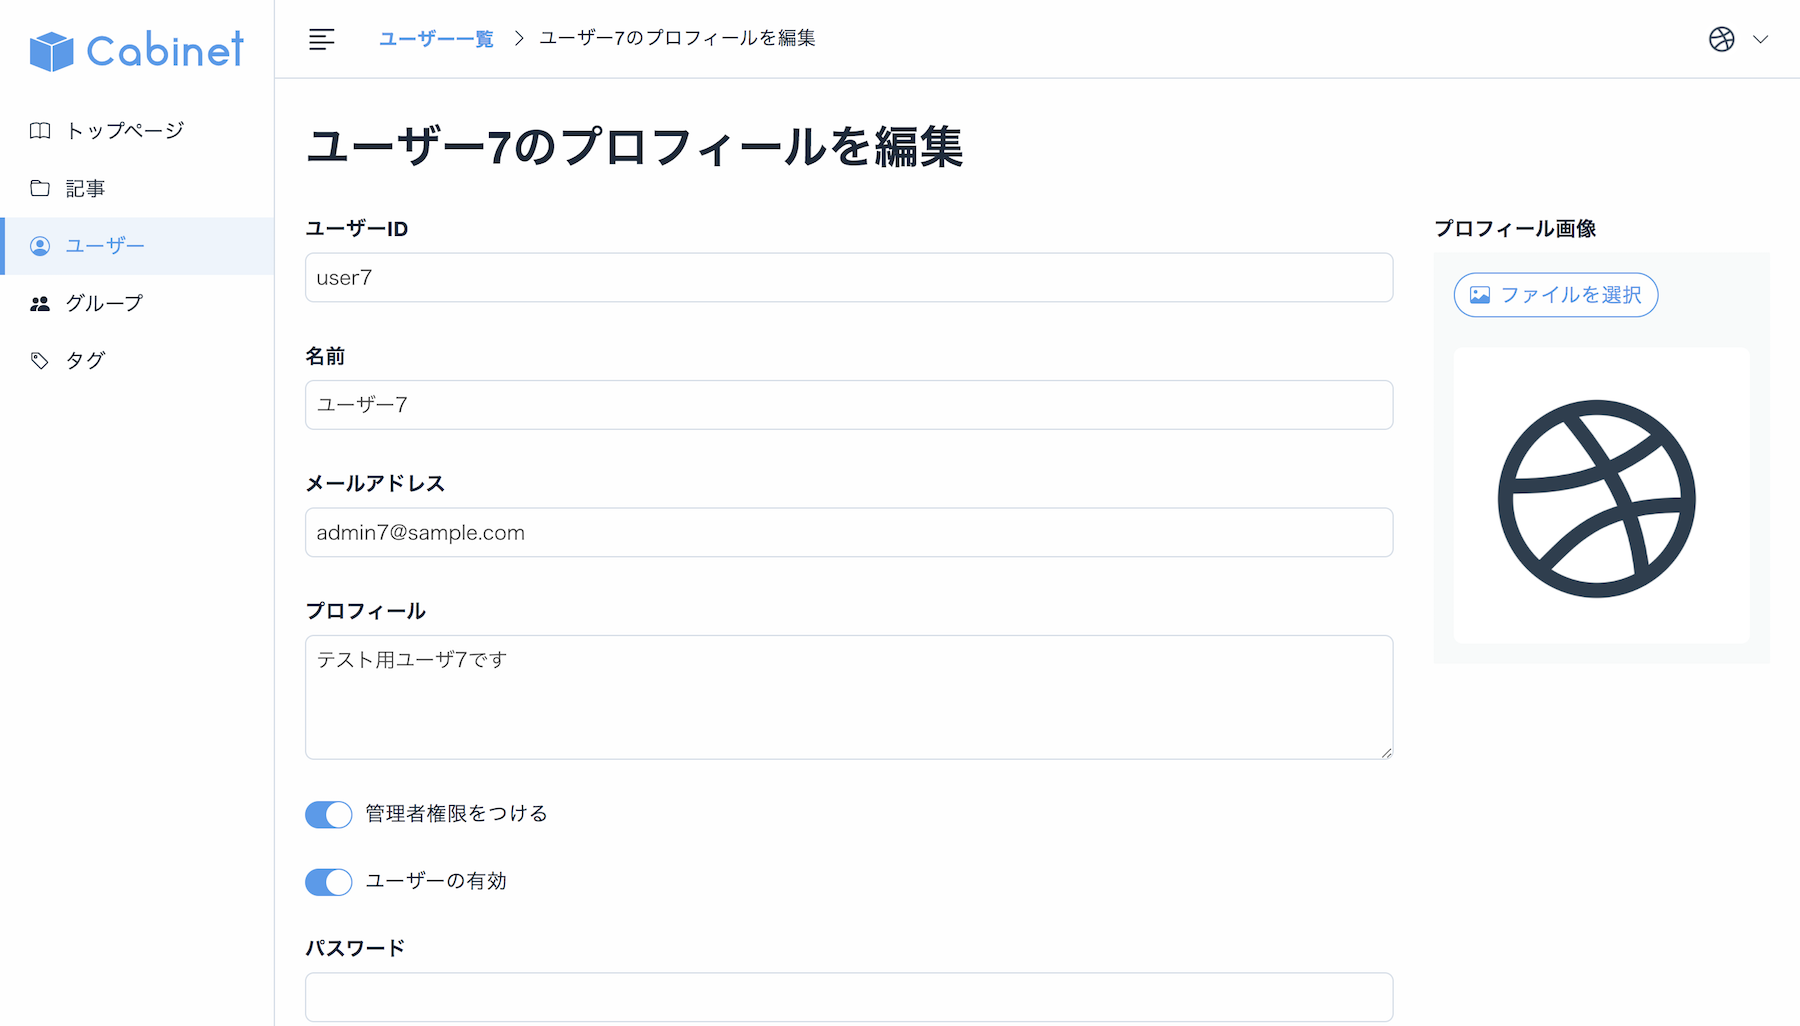 Cabinet
トップページ
記事
ユーザー
グループ
タグ
ユーザー一覧 > ユーザー7のプロフィールを編集
ユーザー7のプロフィールを編集
ユーザーID
user7
名前
ユーザー7
メールアドレス
admin7@sample.com
プロフィール
テスト用ユーザ7です
管理者権限をつける
ユーザーの有効
パスワード
プロフィール画像
ファイルを選択